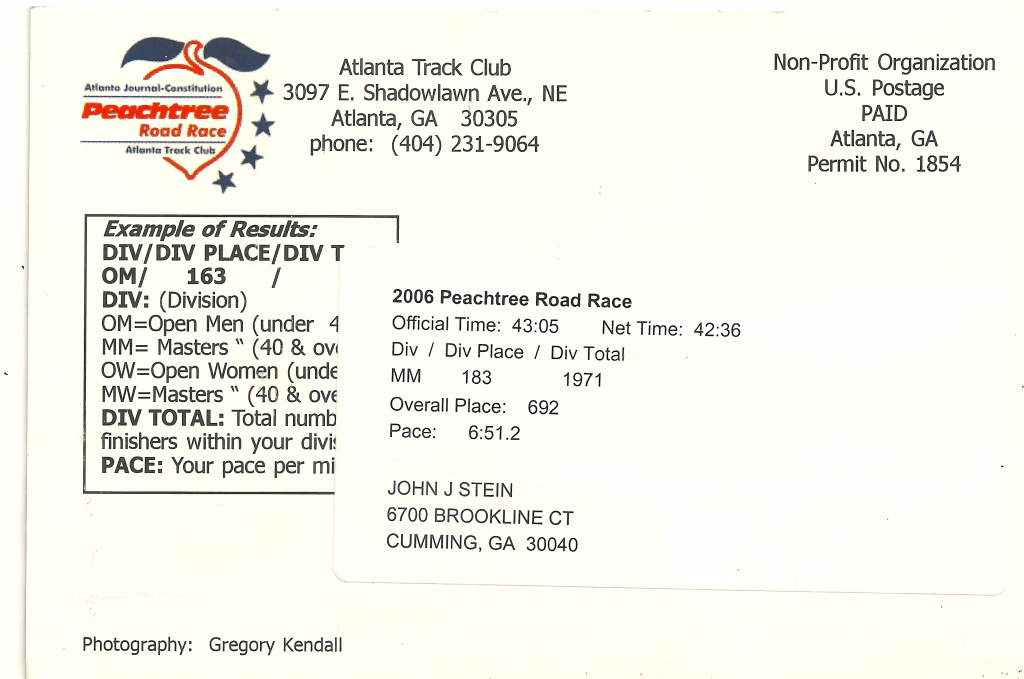 Atlanta Journal-Constitution
Peachtree
Road Race
Atlanta Track Club
Atlanta Track Club
3097 E. Shadowlawn Ave., NE
Atlanta, GA 30305
phone: (404) 231-9064
Non-Profit Organization
U.S. Postage
PAID
Atlanta, GA
Permit No. 1854
Example of Results:
DIV/DIV PLACE/DIV T
OM/ 163 /
DIV: (Division)
OM=Open Men (under 4
MM= Masters " (40 & ov
OW=Open Women (unde
MW=Masters " (40 & ove
DIV TOTAL: Total numb
finishers within your divis
PACE: Your pace per mi
2006 Peachtree Road Race
Official Time: 43:05 Net Time: 42:36
Div / Div Place / Div Total
MM 183 1971
Overall Place: 692
Pace: 6:51.2
JOHN J STEIN
6700 BROOKLINE CT
CUMMING, GA 30040
Photography: Gregory Kendall